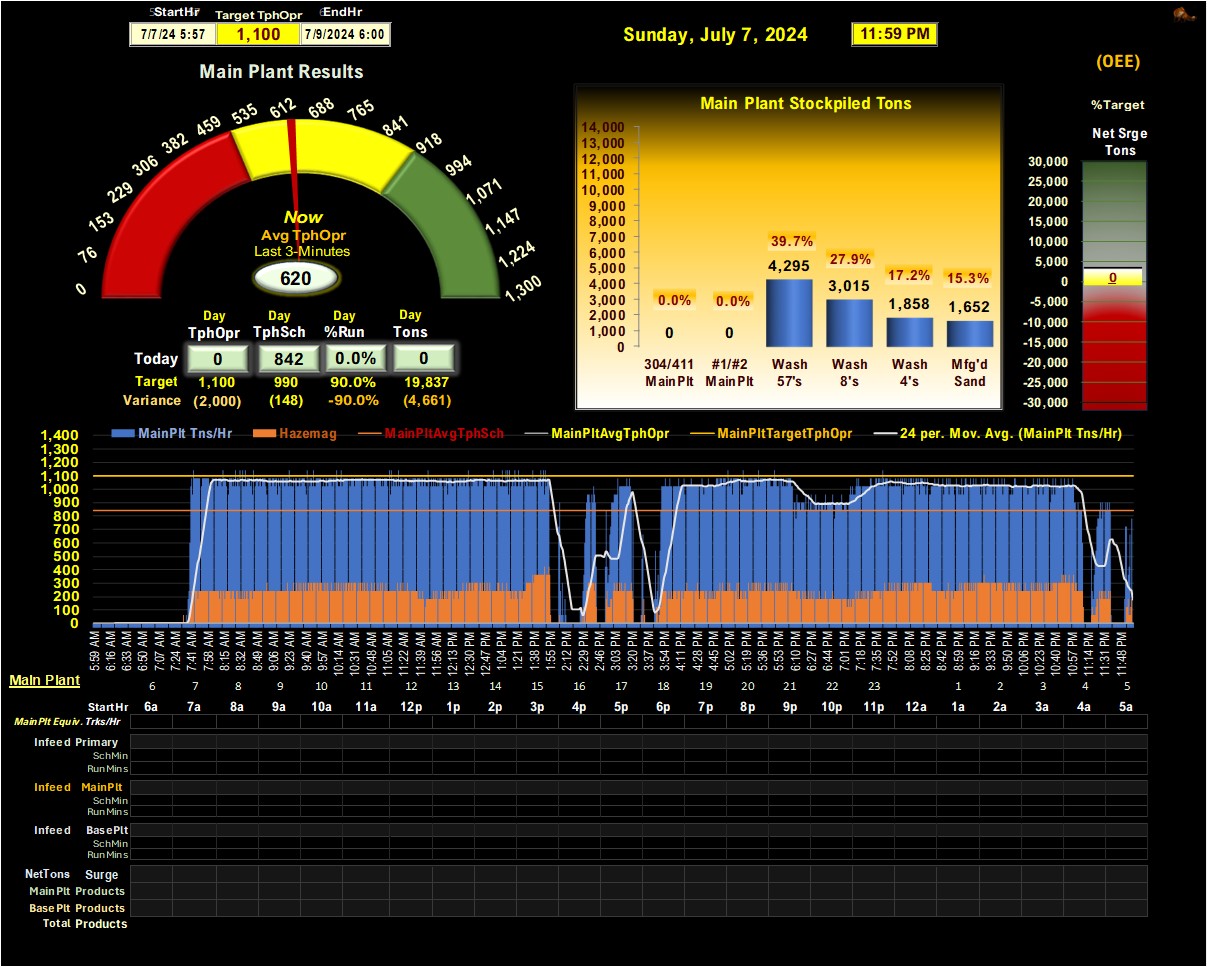 StartHr Target TphOpr EndHr
7/7/24 5:57 1,100 7/9/2024 6:00
Sunday, July 7, 2024 11:59 PM
(OEE)
Main Plant Results
%Target
Net Srge
Tons
0 76 153 229 306 382 459 535 612 688 765 841 918 994 1,071 1,147 1,224 1,300
Now
Avg TphOpr
Last 3-Minutes
620
Day Day Day Day
TphOpr TphSch %Run Tons
Today 0 842 0.0% 0
Target 1,100 990 90.0% 19,837
Variance (2,000) (148) -90.0% (4,661)
Main Plant Stockpiled Tons
14,000
13,000
12,000
11,000
10,000
9,000
8,000
7,000
6,000
5,000
4,000
3,000
2,000
1,000
0
0.0% 0.0% 39.7% 27.9% 17.2% 15.3%
0 0 4,295 3,015 1,858 1,652
304/411 #1/#2 Wash Wash Wash Mfg'd
MainPlt MainPlt 57's 8's 4's Sand
30,000
25,000
20,000
15,000
10,000
5,000
0
-5,000
-10,000
-15,000
-20,000
-25,000
-30,000
0
MainPlt Tns/Hr Hazemag MainPltAvgTphSch MainPltAvgTphOpr MainPltTargetTphOpr 24 per. Mov. Avg. (MainPlt Tns/Hr)
1,400
1,300
1,200
1,100
1,000
900
800
700
600
500
400
300
200
100
0
5:59 AM 6:16 AM 6:33 AM 6:50 AM 7:07 AM 7:24 AM 7:41 AM 7:58 AM 8:15 AM 8:32 AM 8:49 AM 9:06 AM 9:23 AM 9:40 AM 9:57 AM 10:14 AM 10:31 AM 10:48 AM 11:05 AM 11:22 AM 11:39 AM 11:56 AM 12:13 PM 12:30 PM 12:47 PM 1:04 PM 1:21 PM 1:38 PM 1:55 PM 2:12 PM 2:29 PM 2:46 PM 3:03 PM 3:20 PM 3:37 PM 3:54 PM 4:11 PM 4:28 PM 4:45 PM 5:02 PM 5:19 PM 5:36 PM 5:53 PM 6:10 PM 6:27 PM 6:44 PM 7:01 PM 7:18 PM 7:35 PM 7:52 PM 8:08 PM 8:25 PM 8:42 PM 8:59 PM 9:16 PM 9:33 PM 9:50 PM 10:06 PM 10:23 PM 10:40 PM 10:57 PM 11:14 PM 11:31 PM 11:48 PM
Main Plant 6 7 8 9 10 11 12 13 14 15 16 17 18 19 20 21 22 23 1 2 3 4 5
StartHr 6a 7a 8a 9a 10a 11a 12a 1p 2p 3p 4p 5p 6p 7p 8p 9p 10p 11p 12a 1a 2a 3a 4a 5a
MainPlt Equiv. Trks/Hr
Infeed Primary
SchMin
RunMins
Infeed MainPlt
SchMin
RunMins
Infeed BasePlt
SchMin
RunMins
NetTons Surge
MainPlt Products
BasePlt Products
Total Products